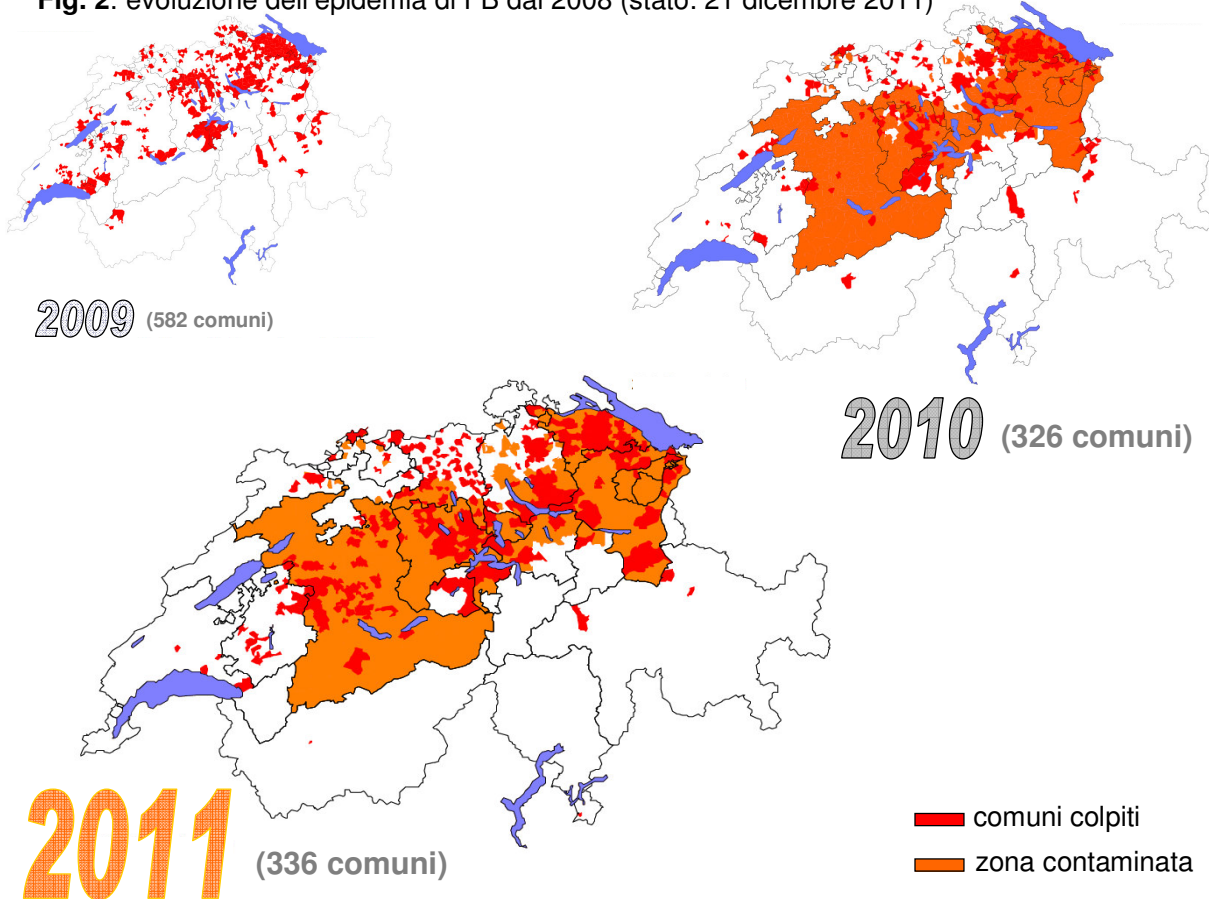 Fig. 2: evoluzione dell'epidemia di FB dal 2008 (stato: 21 dicembre 2011)
2009 (582 comuni)
2010 (326 comuni)
2011 (336 comuni)
comuni colpiti
zona contaminata